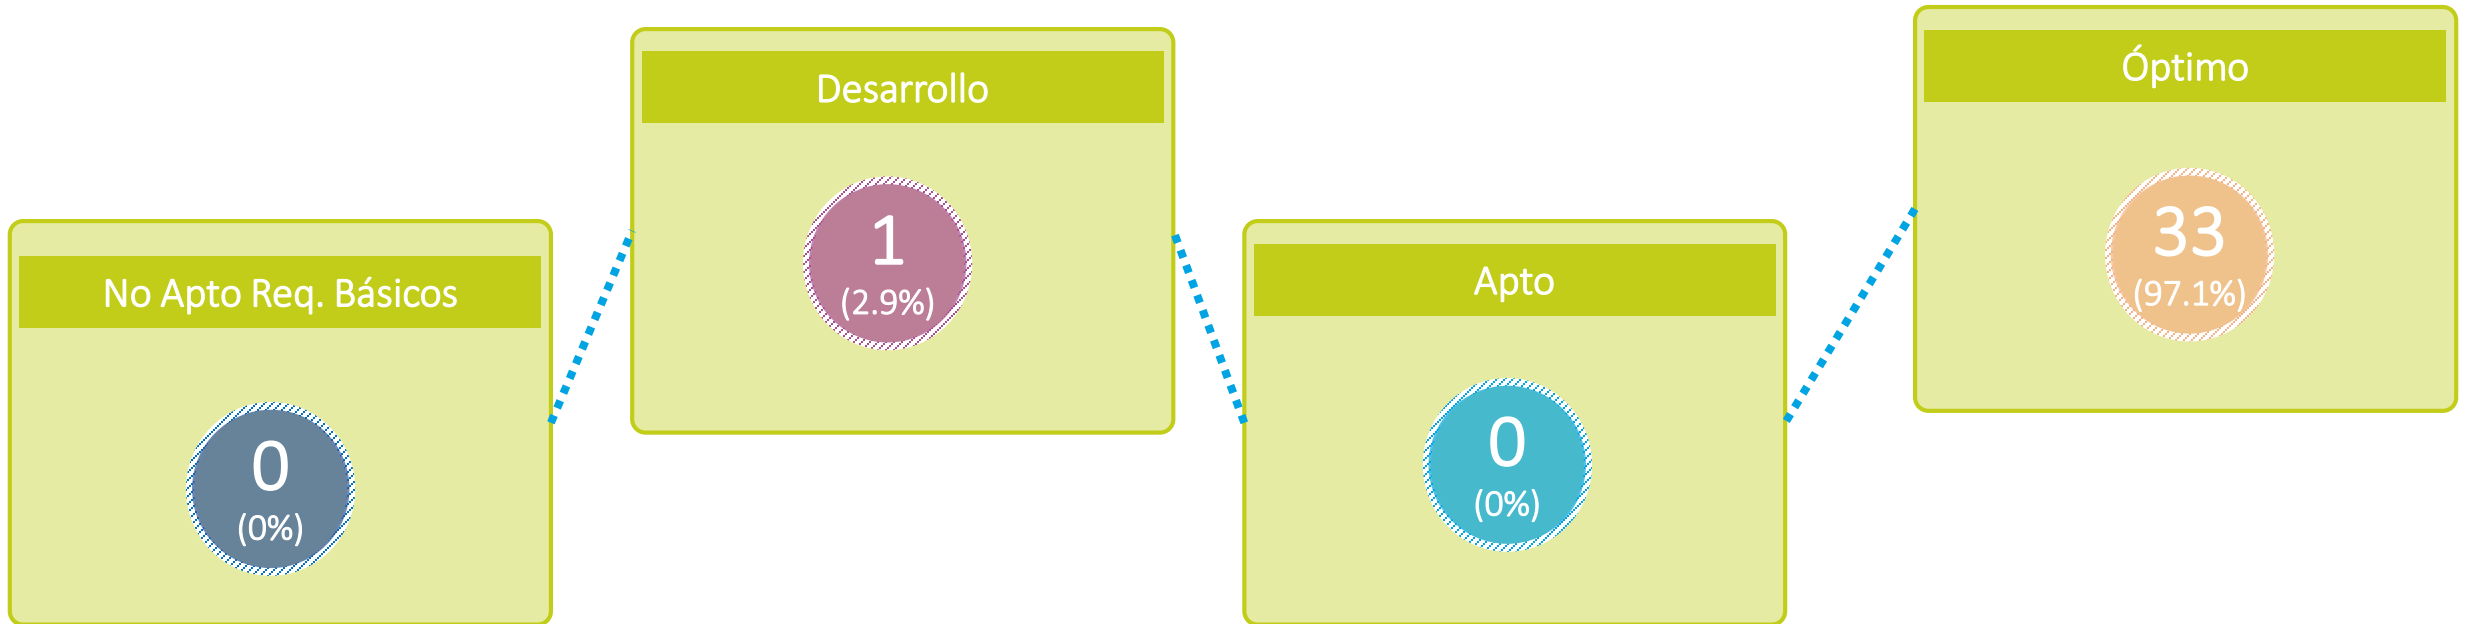 No Apto Req. Básicos
0
(0%)
Desarrollo
1
(2.9%)
Apto
0
(0%)
Óptimo
33
(97.1%)